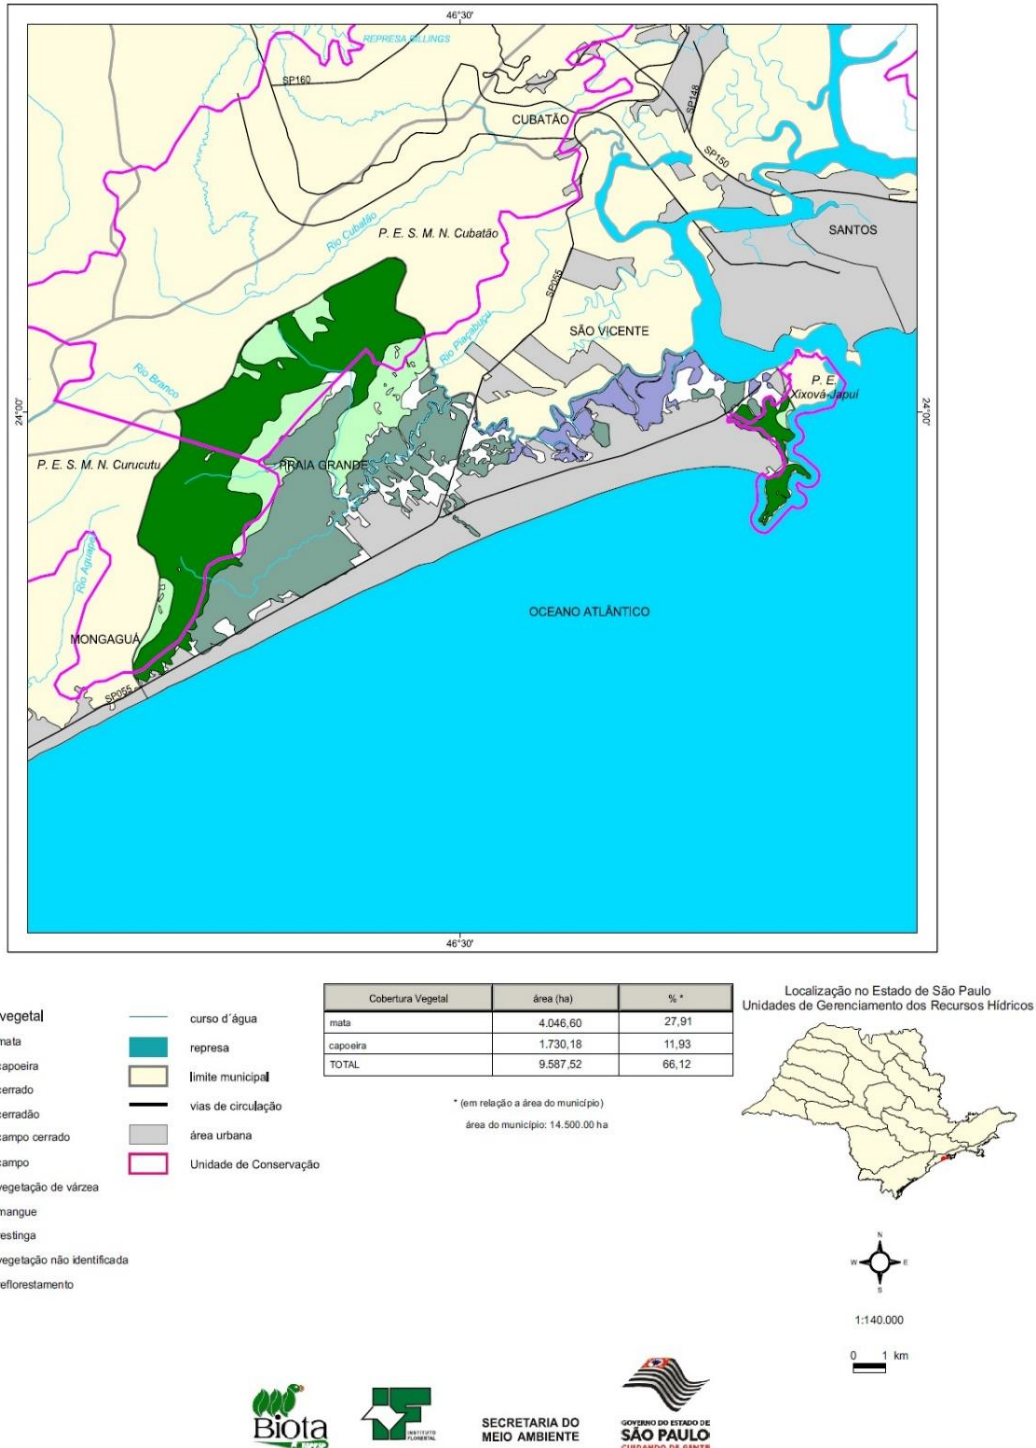 46°30'
REPRESA BILLINGS
SP160
CUBATÃO
SP148
SP150
Rio Cubatão
P. E. S. M. N. Cubatão
SANTOS
SP055
Rio Piaçabuçu
SÃO VICENTE
Rio Branco
P. E.
Xixová-Japuí
24°00'
24°00'
P. E. S. M. N. Curucutu
PRAIA GRANDE
Rio Aguapeú
OCEANO ATLÂNTICO
MONGAGUÁ
SP055
46°30'
vegetal
mata
capoeira
cerrado
cerradão
campo cerrado
campo
vegetação de várzea
mangue
restinga
vegetação não identificada
reflorestamento
curso d´água
represa
limite municipal
vias de circulação
área urbana
Unidade de Conservação
Cobertura Vegetal área (ha) % *
mata 4.046,60 27,91
capoeira 1.730,18 11,93
TOTAL 9.587,52 66,12
* (em relação a área do município)
área do município: 14.500.00 ha
Localização no Estado de São Paulo
Unidades de Gerenciamento dos Recursos Hídricos
N
W E
S
1:140.000
0 1 km
Biota
INSTITUTO
FLORESTAL
SECRETARIA DO
MEIO AMBIENTE
GOVERNO DO ESTADO DE
SÃO PAULO
CUIDANDO DE GENTE